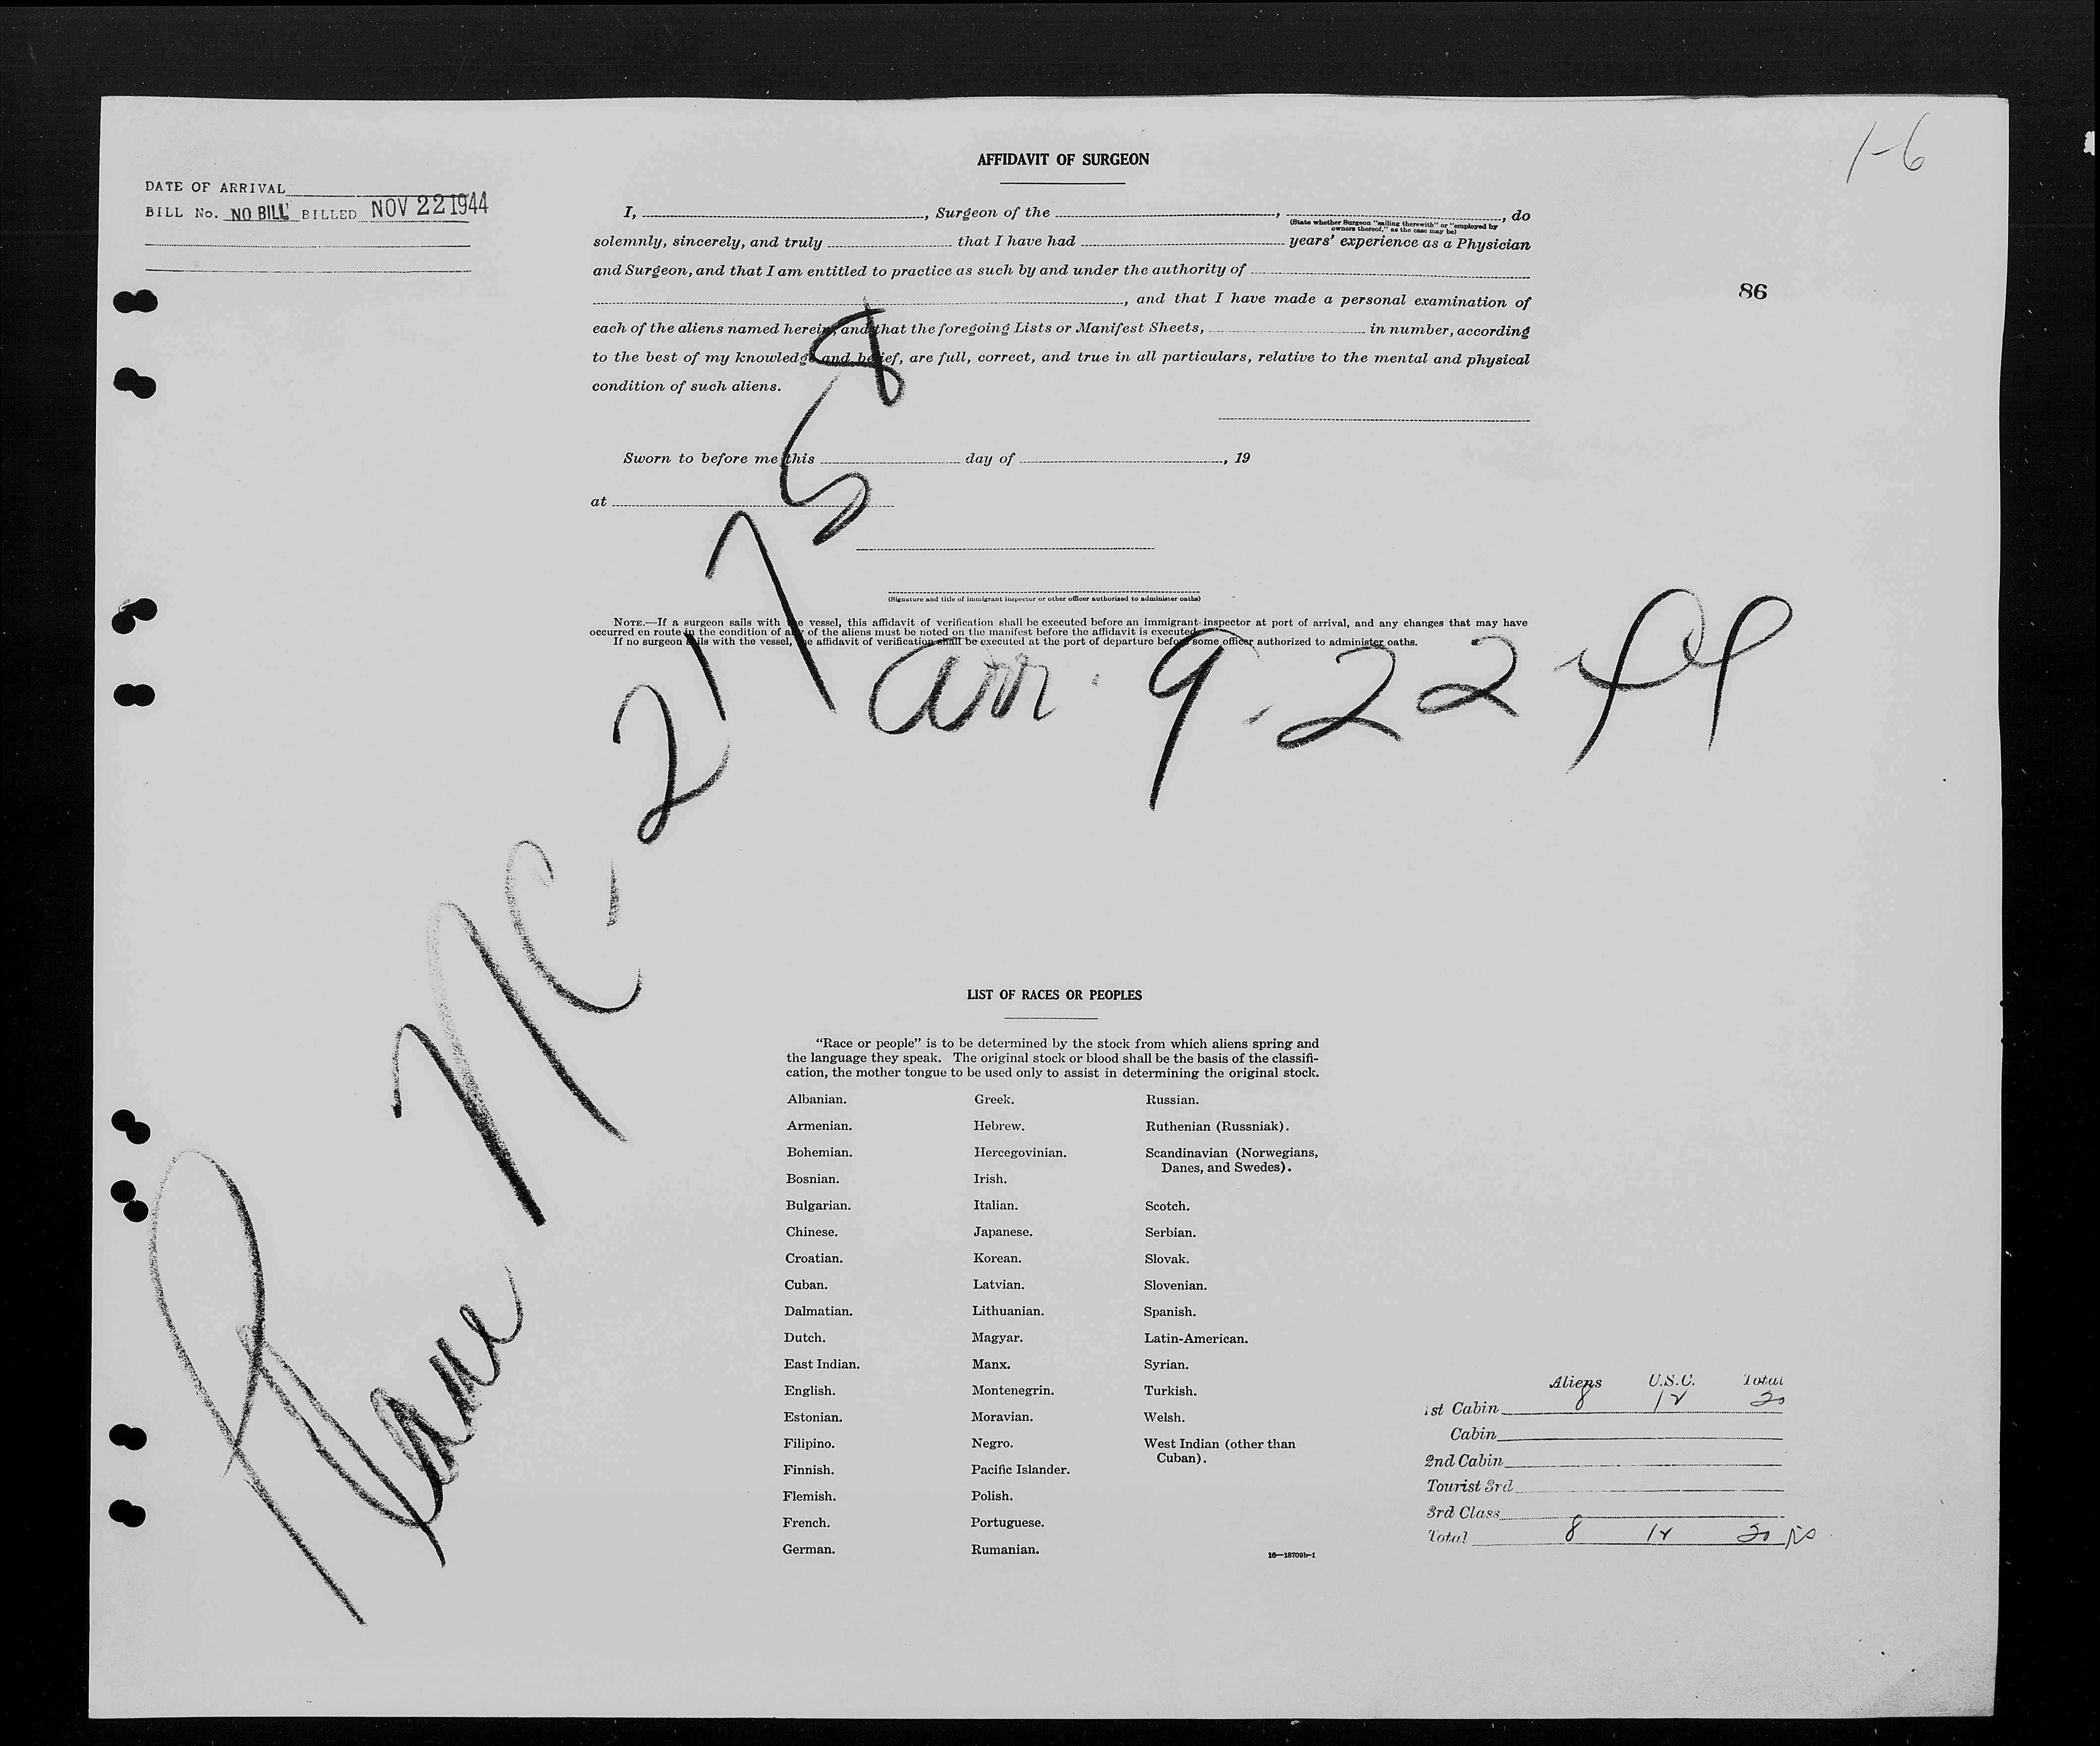 1-6
AFFIDAVIT OF SURGEON
DATE OF ARRIVAL
BILL No. NO BILL BILLED NOV 22 1944
I, , Surgeon of the , , do
(State whether Surgeon "sailing therewith" or "employed by
owners thereof," as the case may be)
solemnly, sincerely, and truly that I have had years' experience as a Physician
and Surgeon, and that I am entitled to practice as such by and under the authority of
, and that I have made a personal examination of
86
each of the aliens named herein, and that the foregoing Lists or Manifest Sheets, in number, according
to the best of my knowledge and belief, are full, correct, and true in all particulars, relative to the mental and physical
condition of such aliens.
Sworn to before me this day of , 19
at
(Signature and title of immigrant inspector or other officer authorized to administer oaths)
NOTE.—If a surgeon sails with the vessel, this affidavit of verification shall be executed before an immigrant inspector at port of arrival, and any changes that may have
occurred en route in the condition of any of the aliens must be noted on the manifest before the affidavit is executed.
If no surgeon sails with the vessel, the affidavit of verification shall be executed at the port of departure before some officer authorized to administer oaths.
Plane NC-21758
arr. 9-22-44
LIST OF RACES OR PEOPLES
"Race or people" is to be determined by the stock from which aliens spring and
the language they speak. The original stock or blood shall be the basis of the classifi-
cation, the mother tongue to be used only to assist in determining the original stock.
Albanian.
Armenian.
Bohemian.
Bosnian.
Bulgarian.
Chinese.
Croatian.
Cuban.
Dalmatian.
Dutch.
East Indian.
English.
Estonian.
Filipino.
Finnish.
Flemish.
French.
German.
Greek.
Hebrew.
Hercegovinian.
Irish.
Italian.
Japanese.
Korean.
Latvian.
Lithuanian.
Magyar.
Manx.
Montenegrin.
Moravian.
Negro.
Pacific Islander.
Polish.
Portuguese.
Rumanian.
Russian.
Ruthenian (Russniak).
Scandinavian (Norwegians,
Danes, and Swedes).
Scotch.
Serbian.
Slovak.
Slovenian.
Spanish.
Latin-American.
Syrian.
Turkish.
Welsh.
West Indian (other than
Cuban).
16—18709b-1
Aliens U.S.C. Total
1st Cabin 8 12 20
Cabin
2nd Cabin
Tourist 3rd
3rd Class
Total 8 12 20